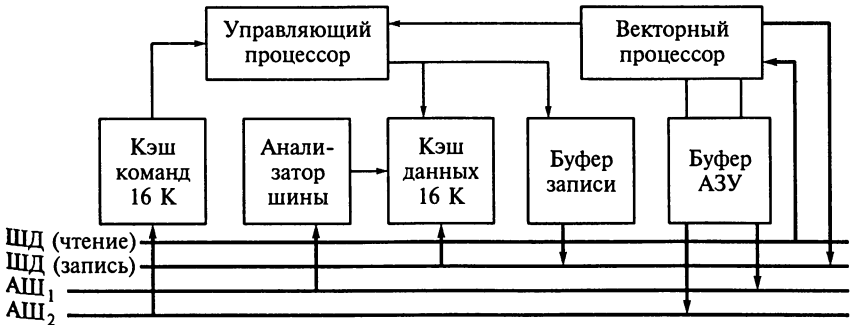 Управляющий
процессор
Векторный
процессор
Кэш
команд
16 К
Анали-
затор
шины
Кэш
данных
16 К
Буфер
записи
Буфер
АЗУ
ШД (чтение)
ШД (запись)
АШ1
АШ2